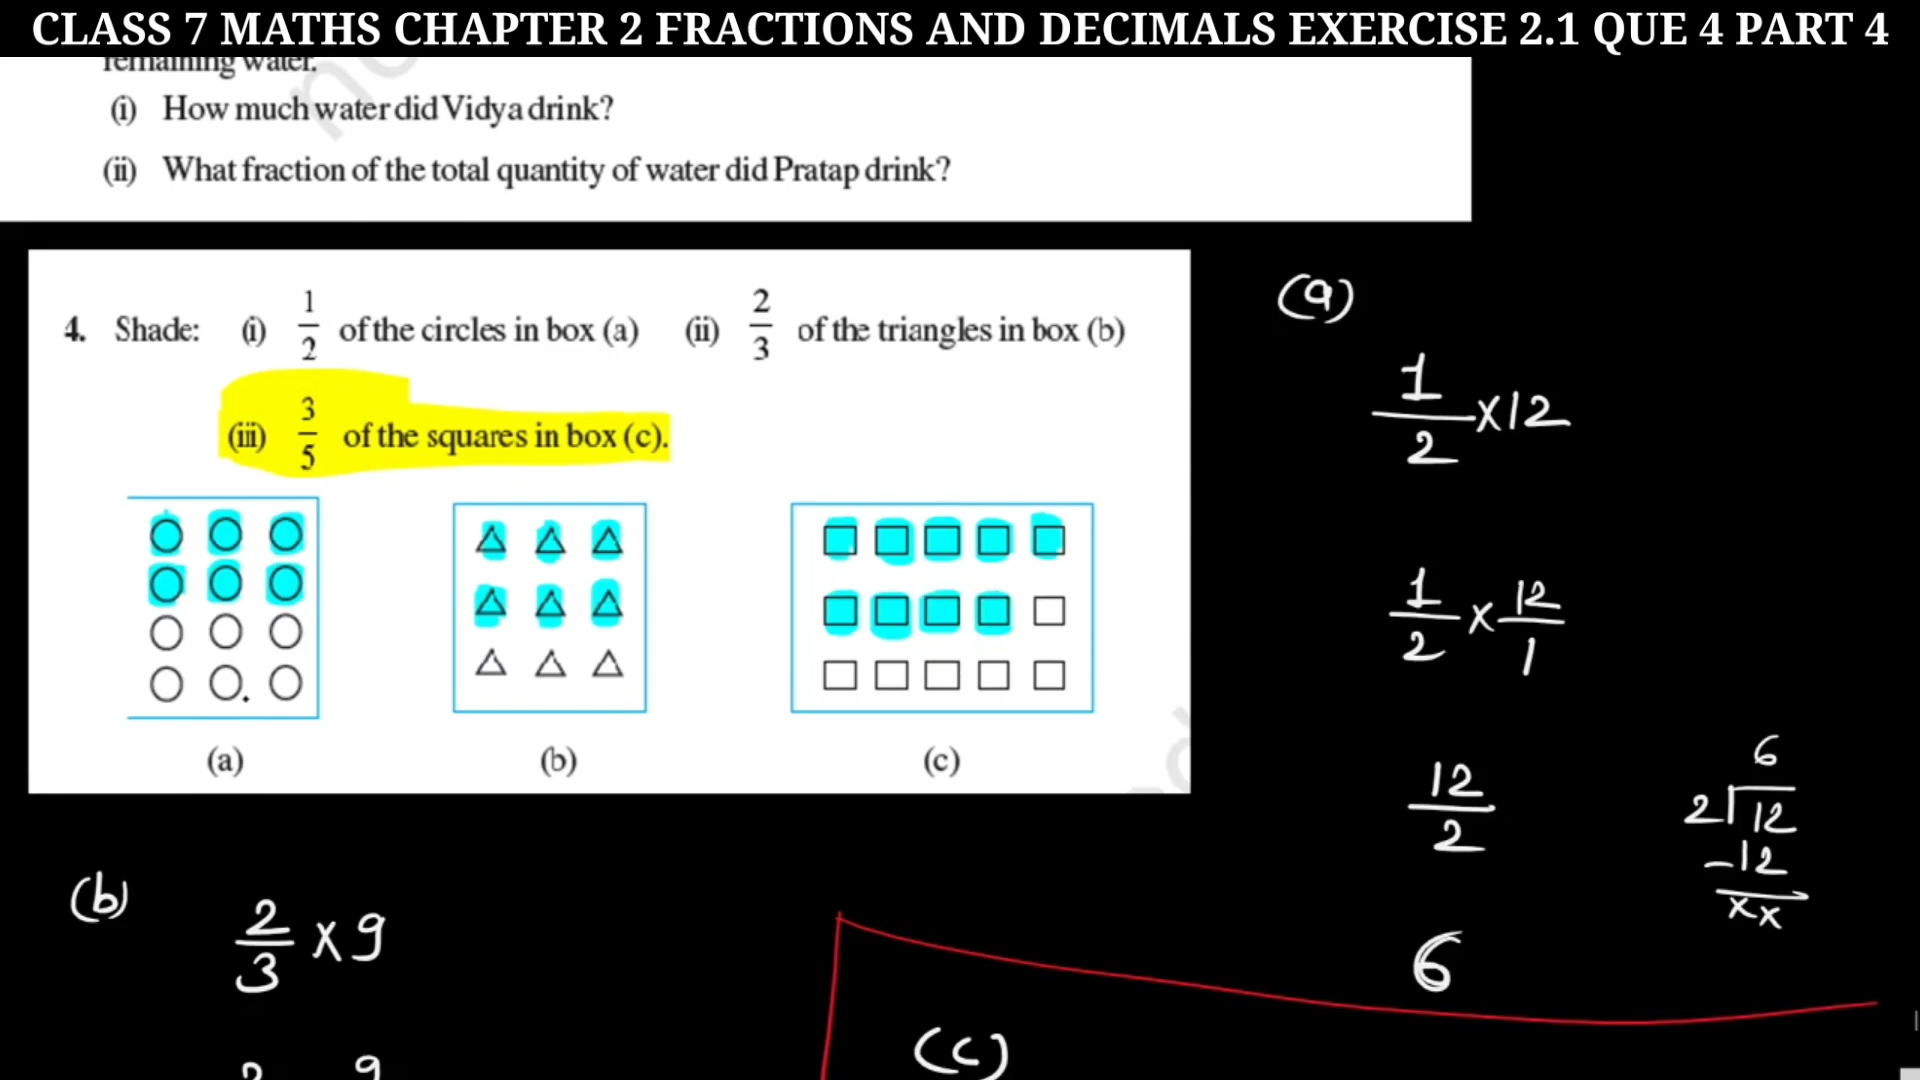 CLASS 7 MATHS CHAPTER 2 FRACTIONS AND DECIMALS EXERCISE 2.1 QUE 4 PART 4
remaining water.
(i) How much water did Vidya drink?
(ii) What fraction of the total quantity of water did Pratap drink?
4. Shade: (i) 1/2 of the circles in box (a) (ii) 2/3 of the triangles in box (b)
(iii) 3/5 of the squares in box (c).
(a) (b) (c)
(a)
1/2 ×12
1/2 × 12/1
12/2
6
6
2 12
-12
xx
(b)
2/3 × 9
2 9
(c)